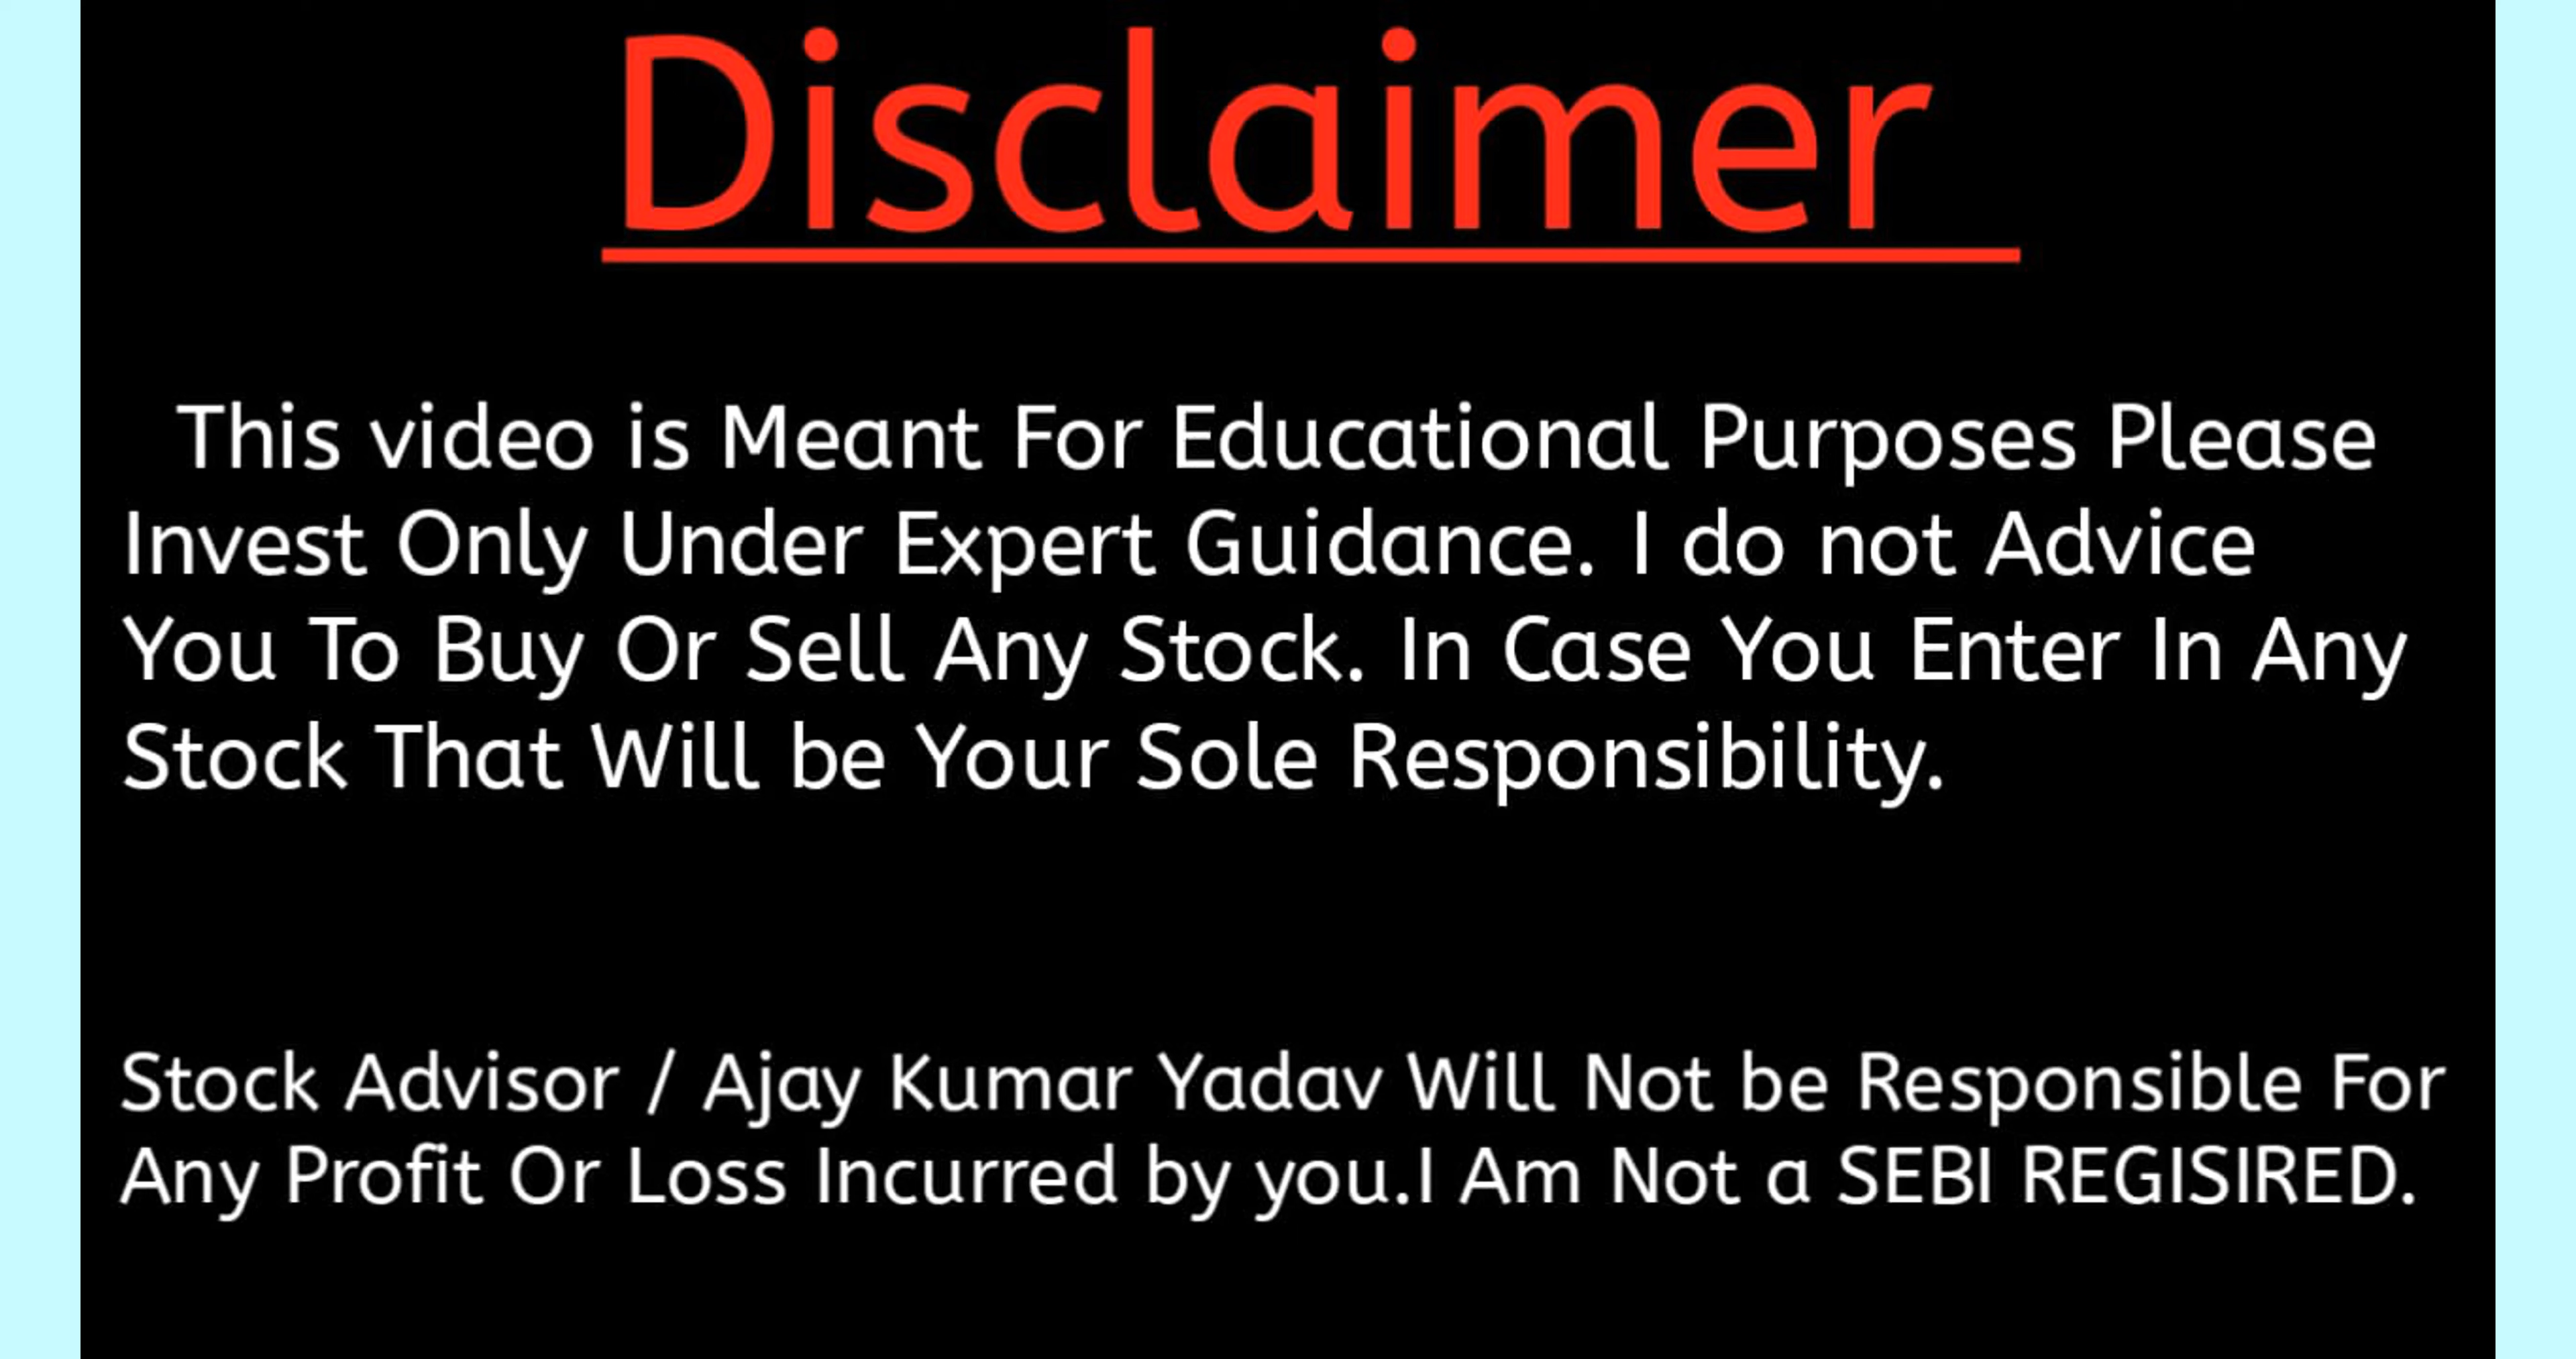 Disclaimer
This video is Meant For Educational Purposes Please
Invest Only Under Expert Guidance. I do not Advice
You To Buy Or Sell Any Stock. In Case You Enter In Any
Stock That Will be Your Sole Responsibility.
Stock Advisor / Ajay Kumar Yadav Will Not be Responsible For
Any Profit Or Loss Incurred by you.I Am Not a SEBI REGISIRED.